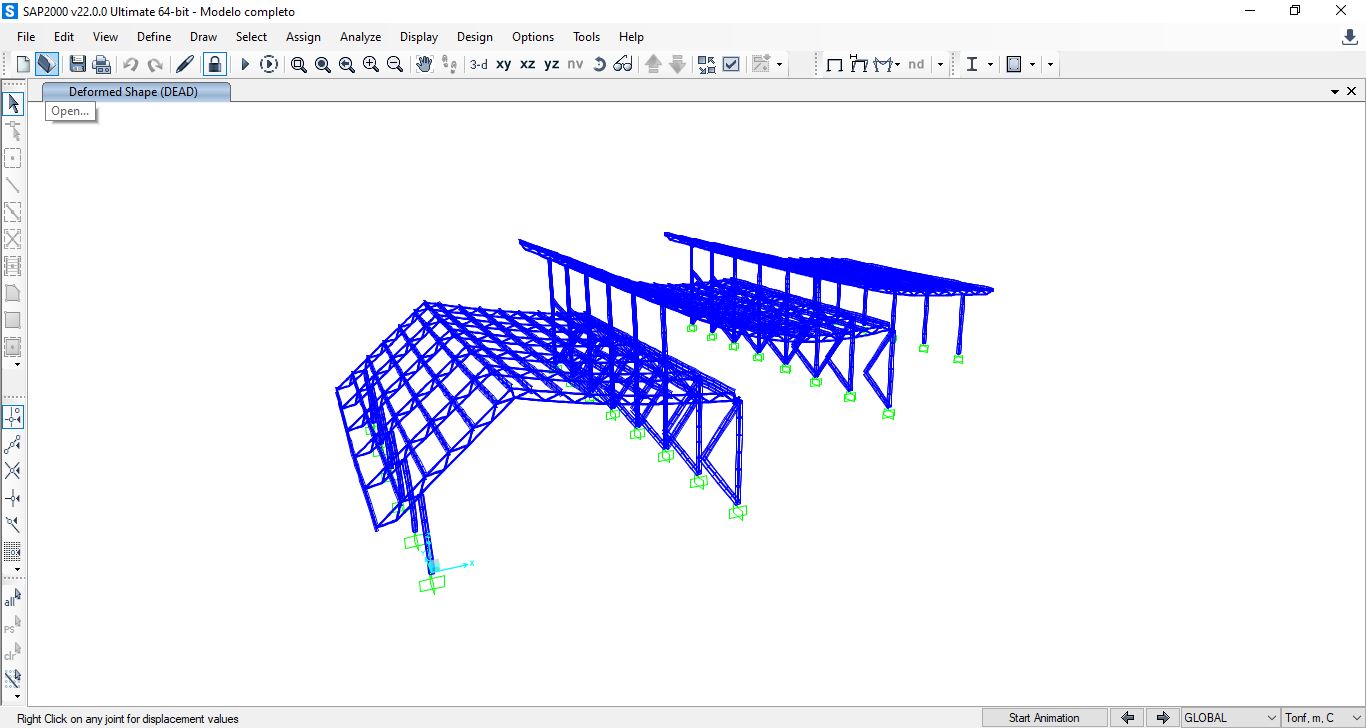 SAP2000 v22.0.0 Ultimate 64-bit - Modelo completo
File Edit View Define Draw Select Assign Analyze Display Design Options Tools Help
3-d xy xz yz nv nd
Deformed Shape (DEAD)
Open...
all
PS
clr
X
Right Click on any joint for displacement values
Start Animation
GLOBAL
Tonf, m, C